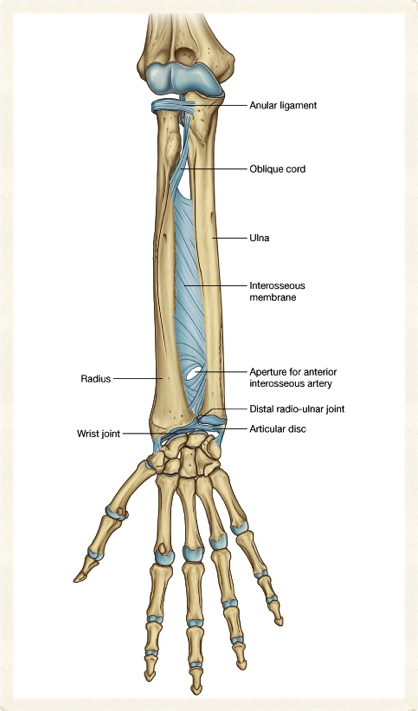 Anular ligament
Oblique cord
Ulna
Interosseous
membrane
Aperture for anterior
interosseous artery
Radius
Distal radio-ulnar joint
Articular disc
Wrist joint